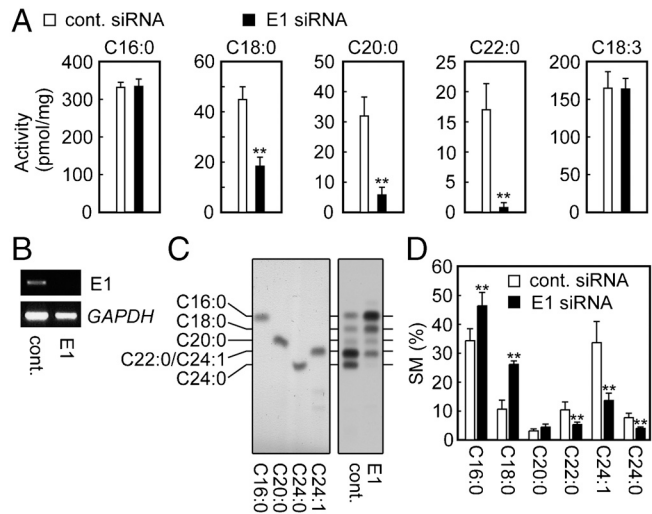 A
cont. siRNA
E1 siRNA
C16:0
C18:0
C20:0
C22:0
C18:3
Activity
(pmol/mg)
400
300
200
100
0
60
40
20
0
50
40
30
20
10
0
25
20
15
10
5
0
200
150
100
50
0
**
**
**
B
E1
GAPDH
cont.
E1
C
C16:0
C18:0
C20:0
C22:0/C24:1
C24:0
C16:0
C20:0
C24:0
C24:1
cont.
E1
D
cont. siRNA
E1 siRNA
SM (%)
60
50
40
30
20
10
0
**
**
**
**
**
C16:0
C18:0
C20:0
C22:0
C24:1
C24:0